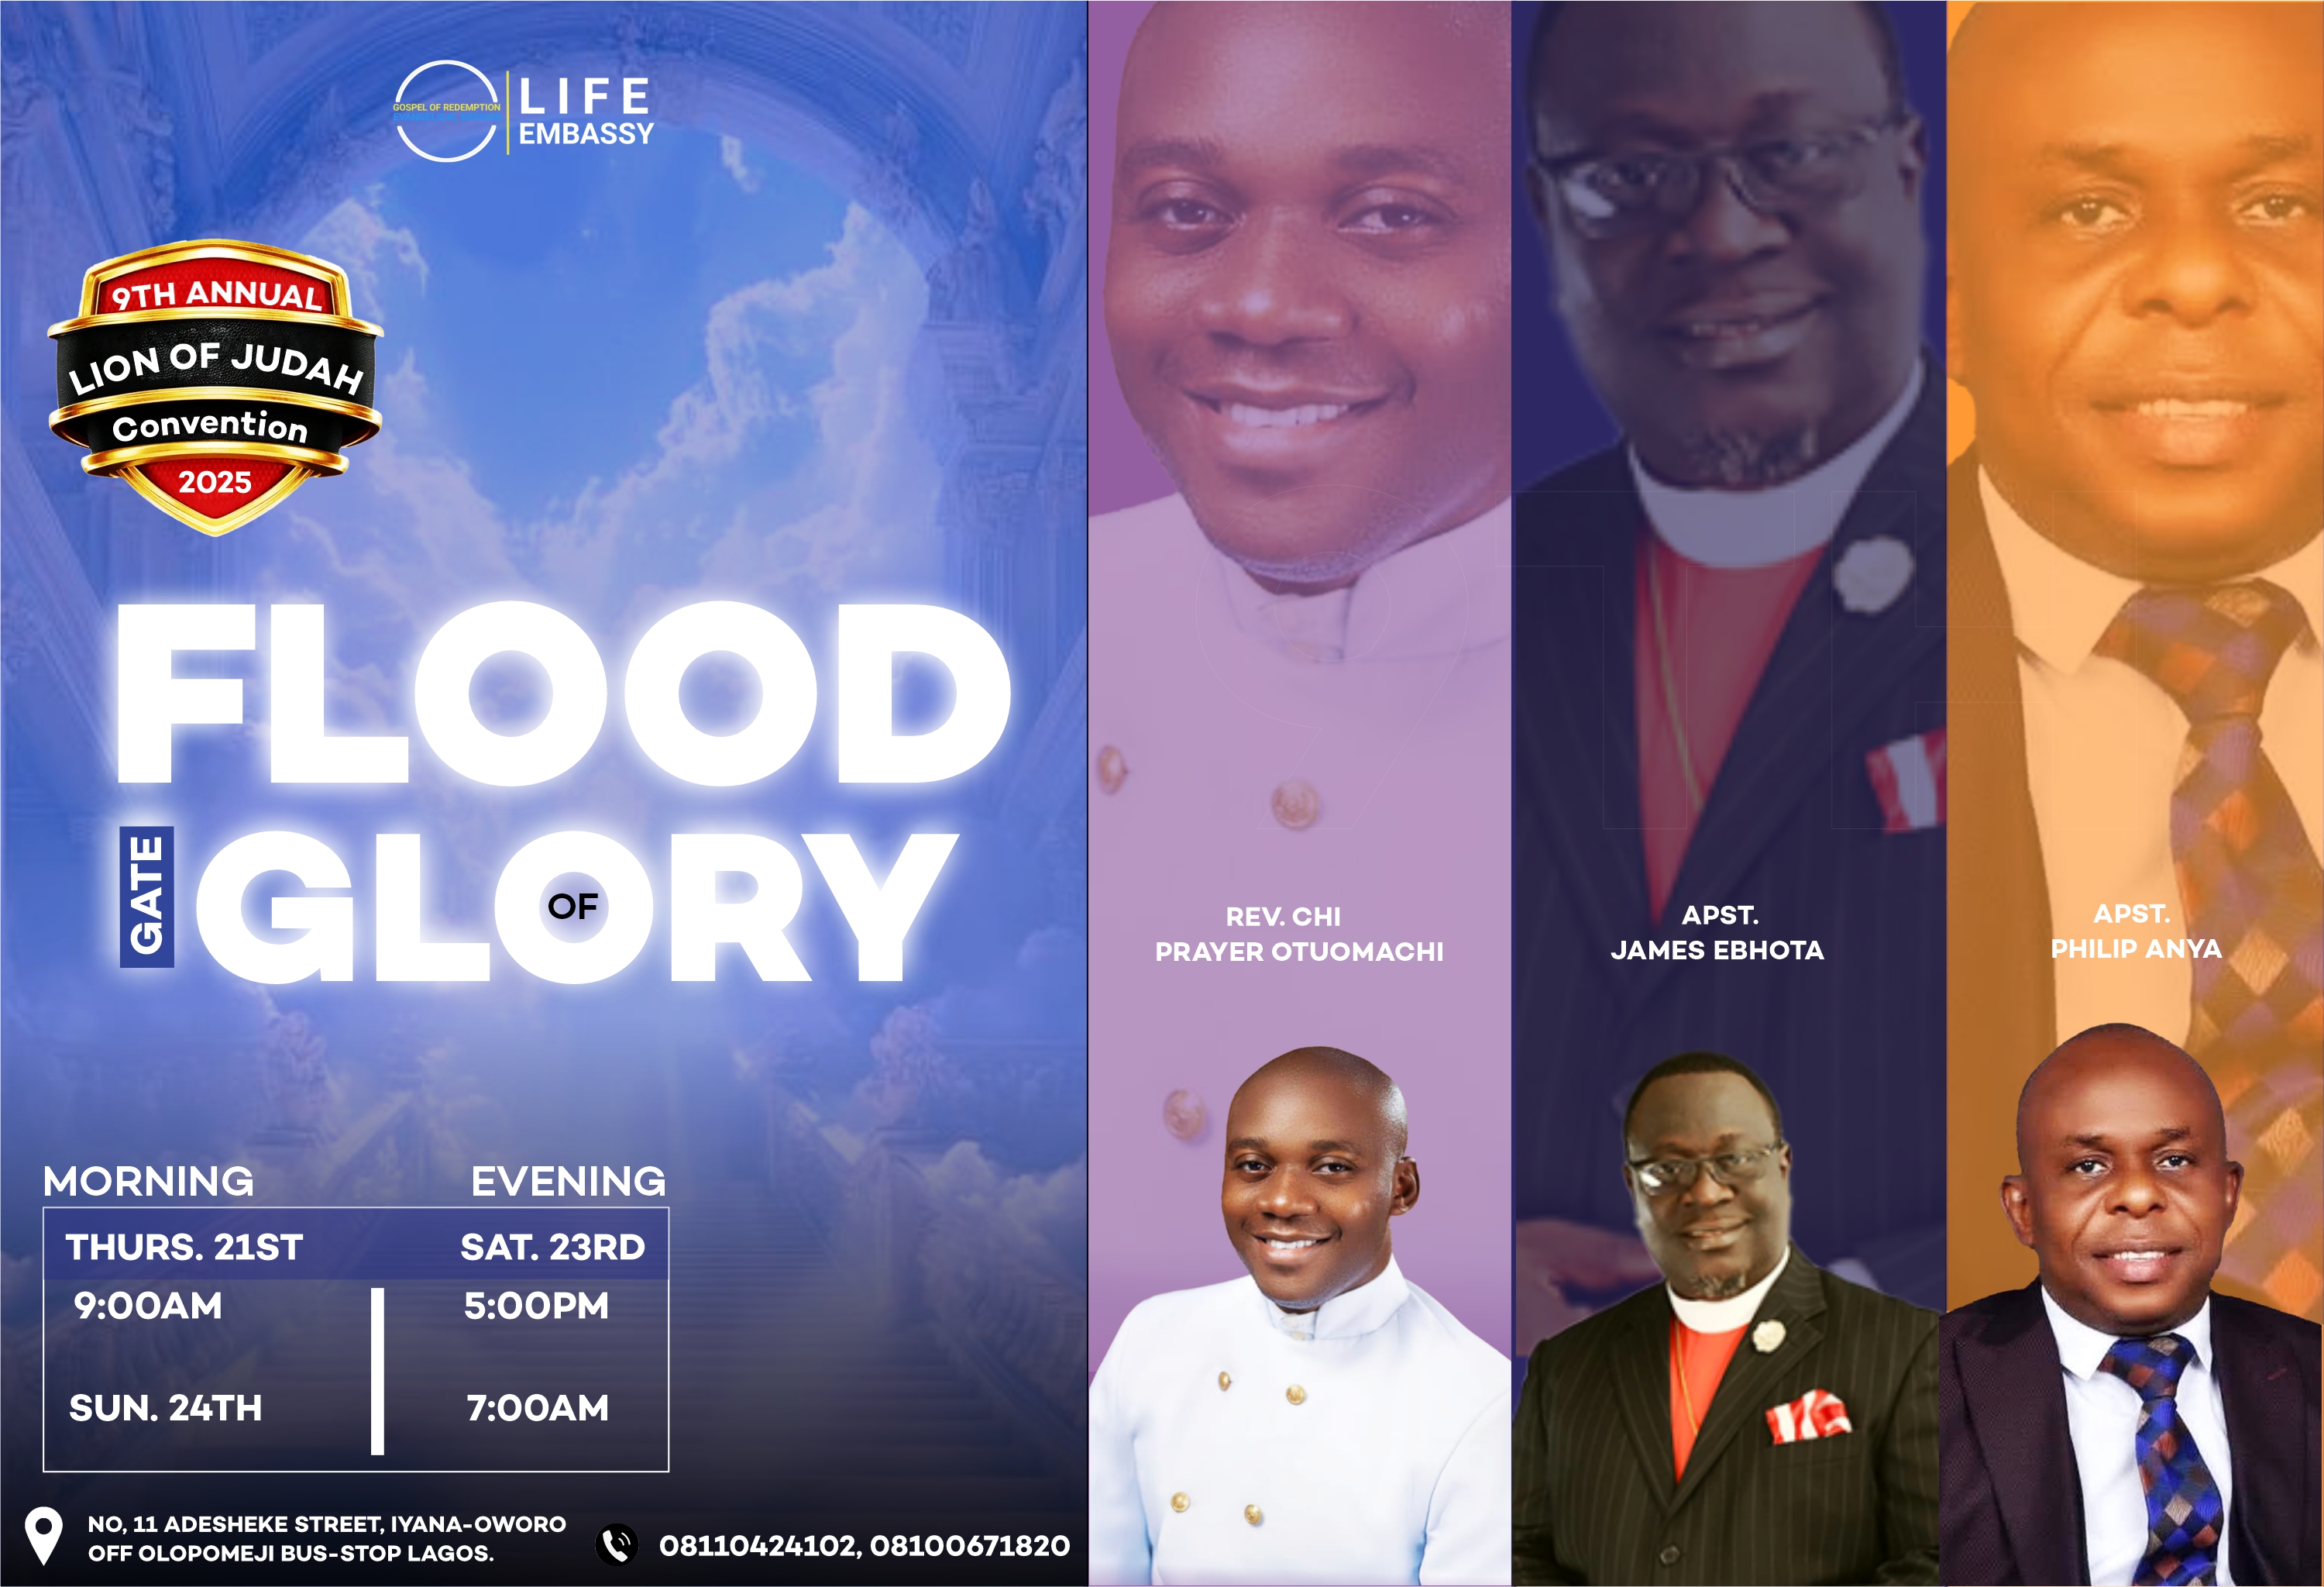 GOSPEL OF REDEMPTION
LIFE
EMBASSY
9TH ANNUAL
LION OF JUDAH
Convention
2025
FLOOD
GATE
OF
GLORY
MORNING
EVENING
THURS. 21ST
SAT. 23RD
9:00AM
5:00PM
SUN. 24TH
7:00AM
NO, 11 ADESHEKE STREET, IYANA-OWORO
OFF OLOPOMEJI BUS-STOP LAGOS.
08110424102, 08100671820
REV. CHI
PRAYER OTUOMACHI
APST.
JAMES EBHOTA
APST.
PHILIP ANYA